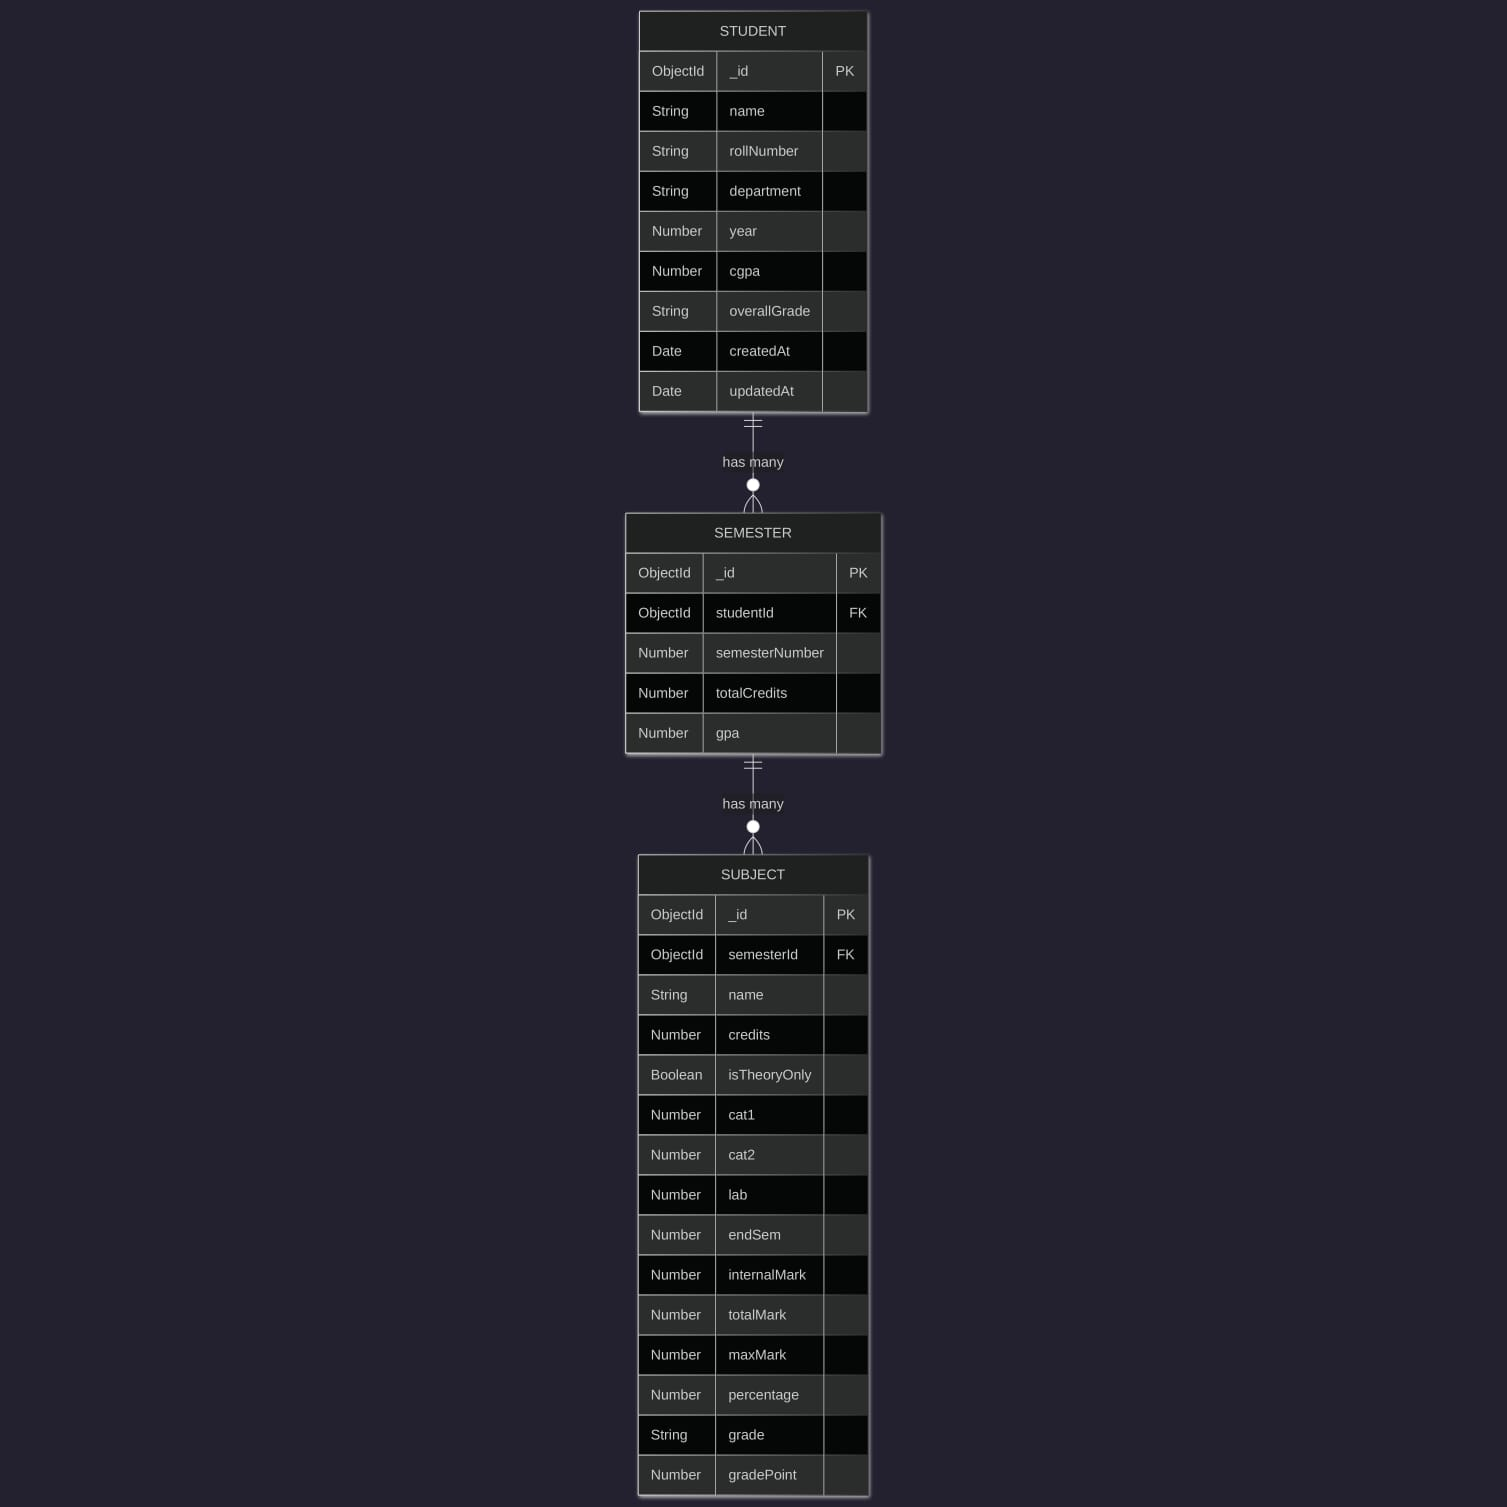 STUDENT
ObjectId _id PK
String name
String rollNumber
String department
Number year
Number cgpa
String overallGrade
Date createdAt
Date updatedAt
has many
SEMESTER
ObjectId _id PK
ObjectId studentId FK
Number semesterNumber
Number totalCredits
Number gpa
has many
SUBJECT
ObjectId _id PK
ObjectId semesterId FK
String name
Number credits
Boolean isTheoryOnly
Number cat1
Number cat2
Number lab
Number endSem
Number internalMark
Number totalMark
Number maxMark
Number percentage
String grade
Number gradePoint